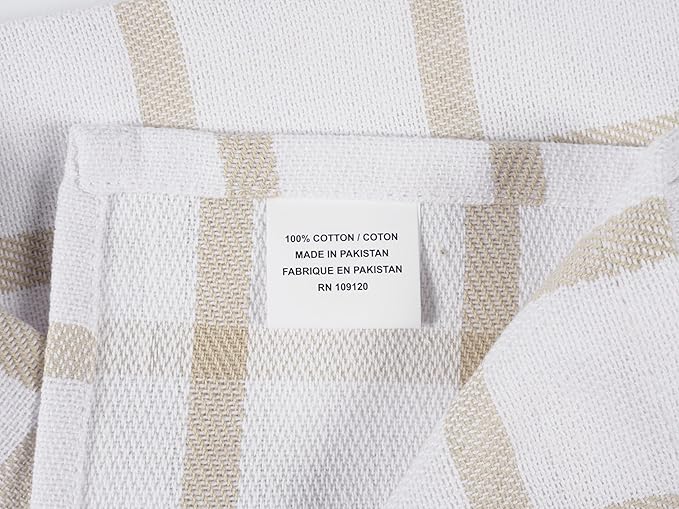 100% COTTON / COTON
MADE IN PAKISTAN
FABRIQUE EN PAKISTAN
RN 109120